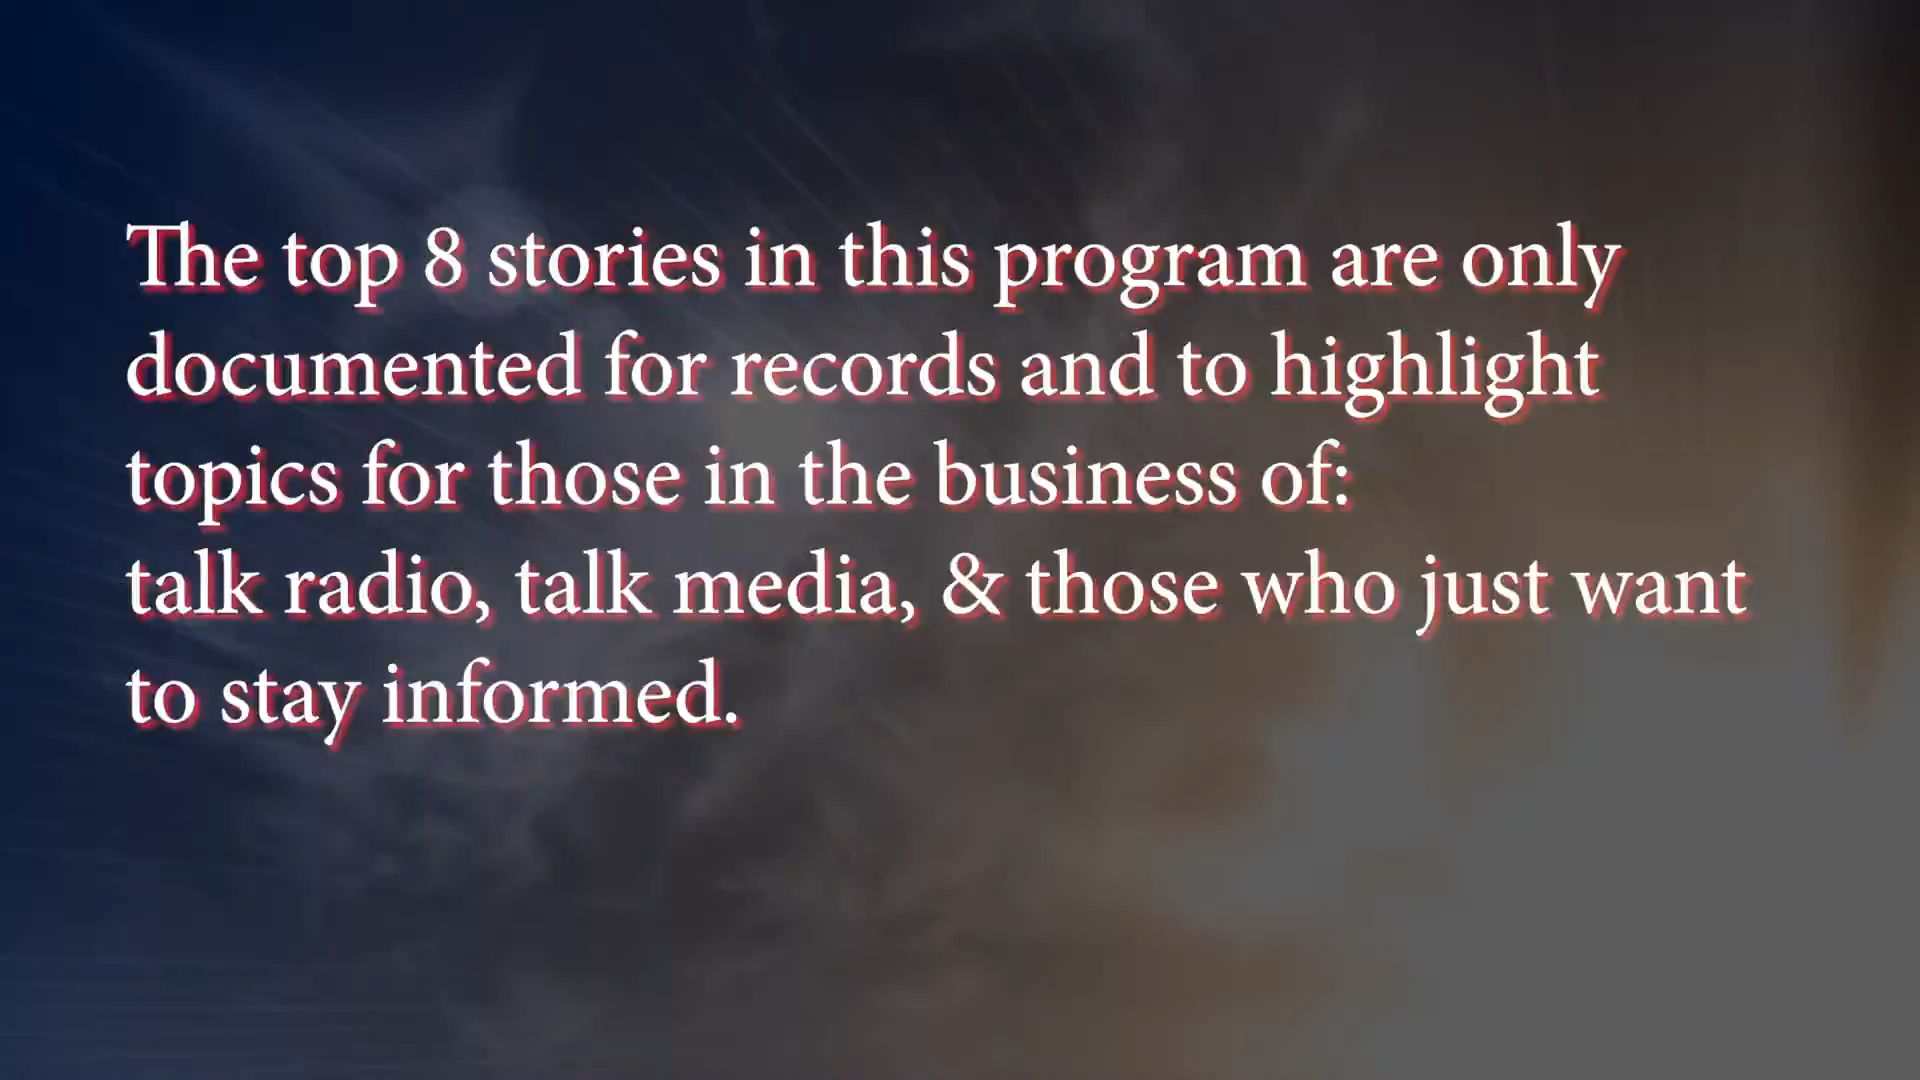 The top 8 stories in this program are only
documented for records and to highlight
topics for those in the business of:
talk radio, talk media, & those who just want
to stay informed.